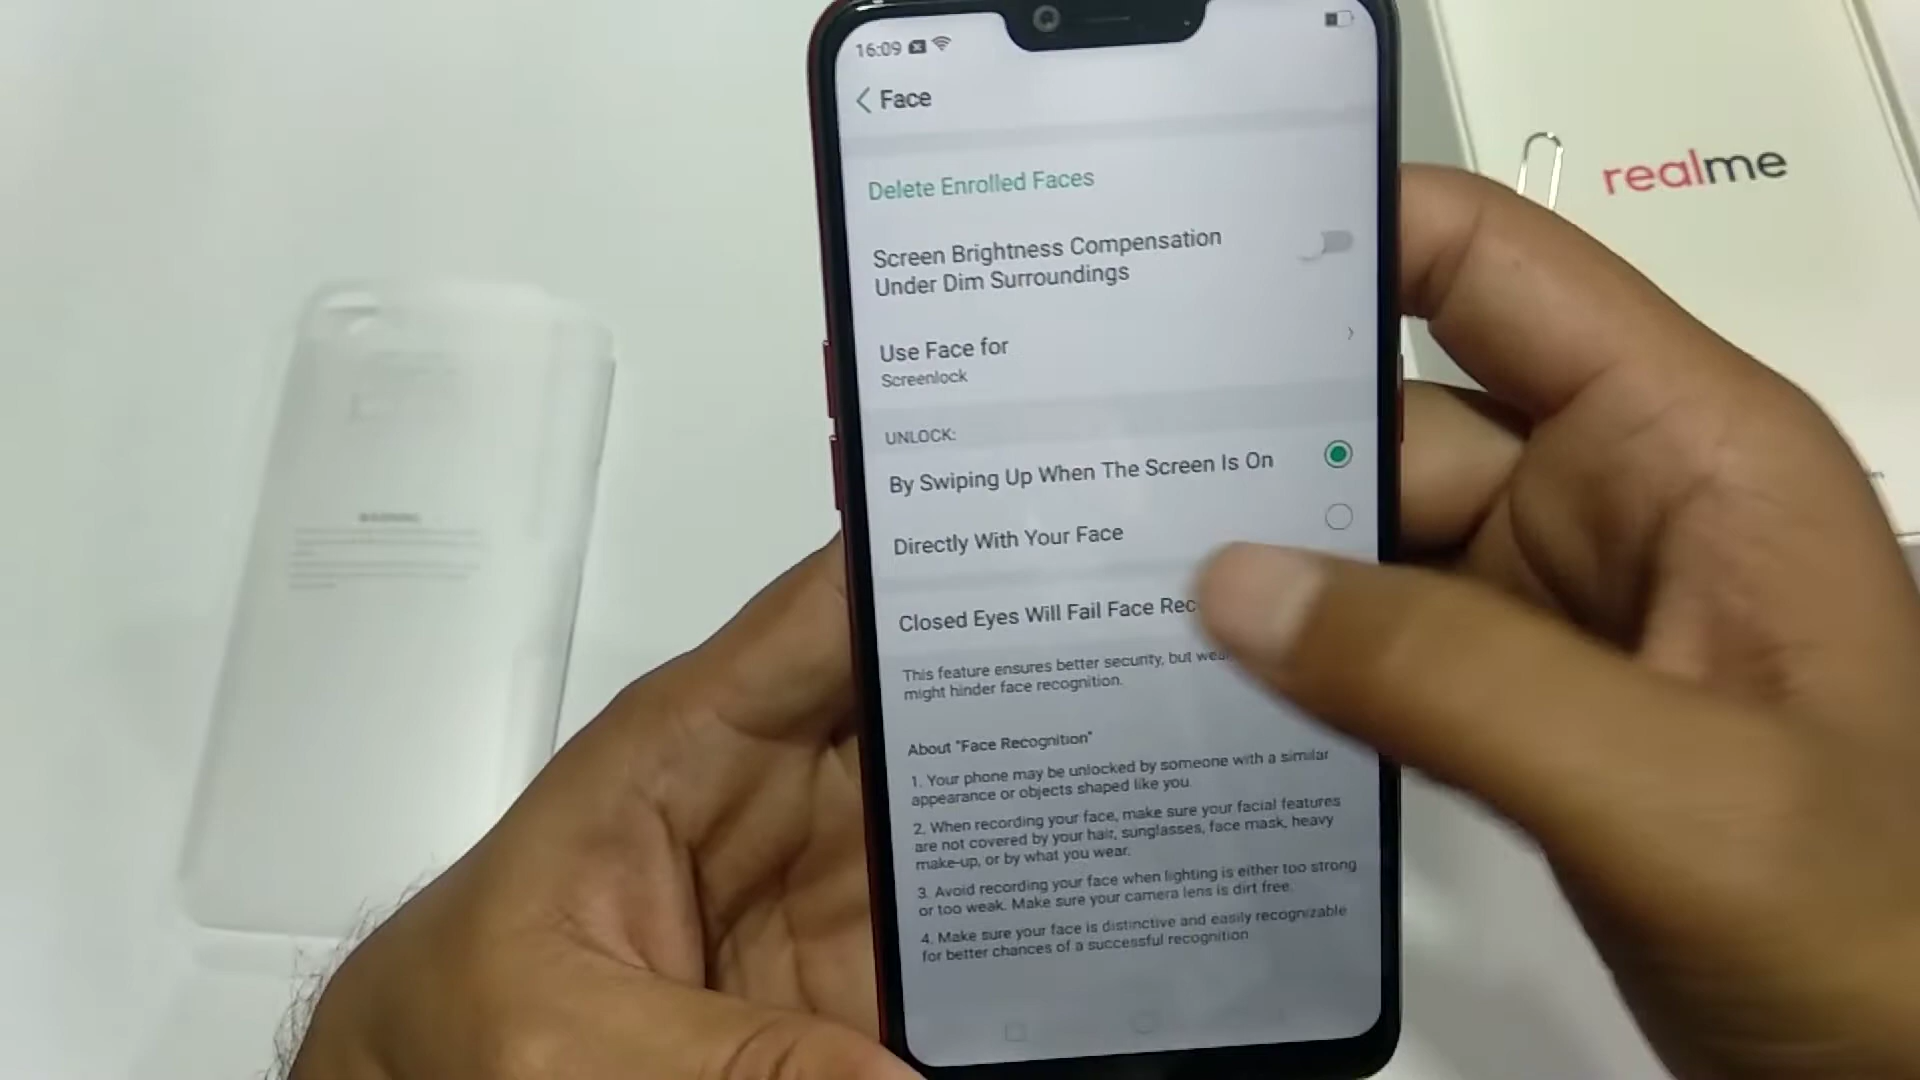 16:09
Face
realme
Delete Enrolled Faces
Screen Brightness Compensation
Under Dim Surroundings
Use Face for
Screenlock
UNLOCK:
By Swiping Up When The Screen Is On
Directly With Your Face
Closed Eyes Will Fail Face Rec
This feature ensures better security, but
might hinder face recognition.
About "Face Recognition"
1. Your phone may be unlocked by someone with a similar
appearance or objects shaped like you.
2. When recording your face, make sure your facial features
are not covered by your hair, sunglasses, face mask, heavy
make-up, or by what you wear.
3. Avoid recording your face when lighting is either too strong
or too weak. Make sure your camera lens is dirt free.
4. Make sure your face is distinctive and easily recognizable
for better chances of a successful recognition